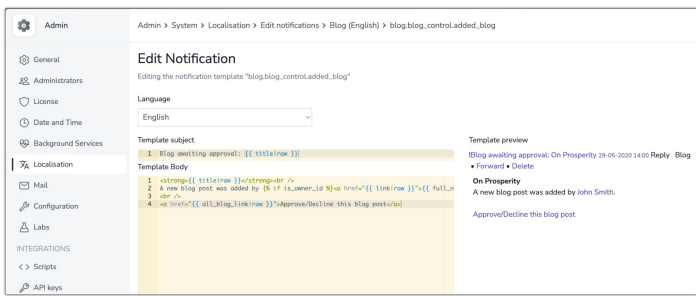 Admin
Admin > System > Localisation > Edit notifications > Blog (English) > blog.blog_control.added_blog
General
Administrators
License
Date and Time
Background Services
Localisation
Mail
Configuration
Labs
INTEGRATIONS
< > Scripts
API keys
Edit Notification
Editing the notification template "blog.blog_control.added_blog"
Language
English
Template subject
1 Blog awaiting approval: {{ title|raw }}
Template Body
1 <strong>{{ title|raw }}</strong><br />
2 A new blog post was added by {% if is_owner_id %}<a href="{{ link|raw }}">{{ full_n
3 <br />
4 <a href="{{ all_blog_link|raw }}">Approve/Decline this blog post</a>
Template preview
!Blog awaiting approval: On Prosperity 29-05-2020 14:00 Reply Blog
• Forward • Delete
On Prosperity
A new blog post was added by John Smith.
Approve/Decline this blog post